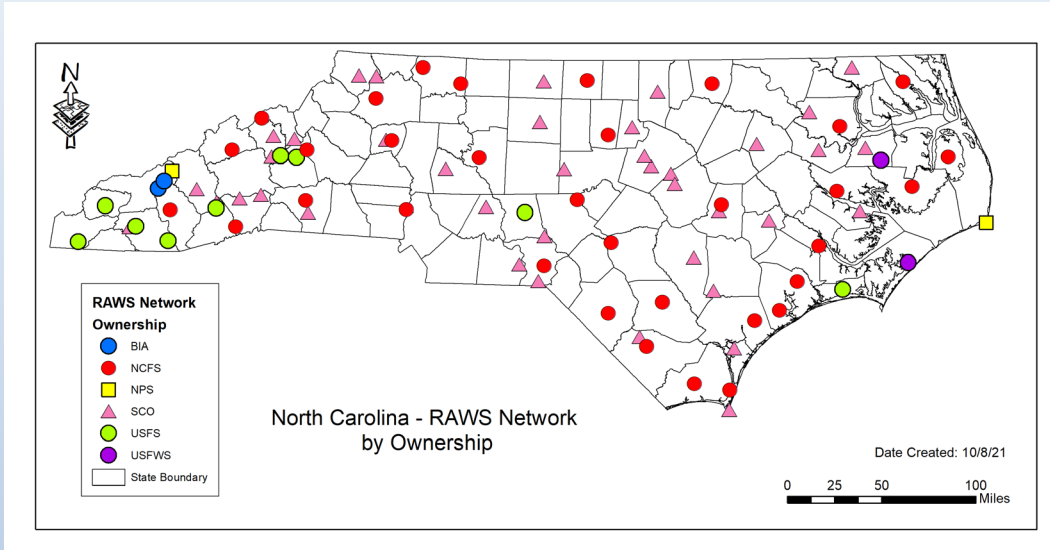 N
RAWS Network
Ownership
BIA
NCFS
NPS
SCO
USFS
USFWS
State Boundary
North Carolina - RAWS Network
by Ownership
Date Created: 10/8/21
0 25 50 100
Miles